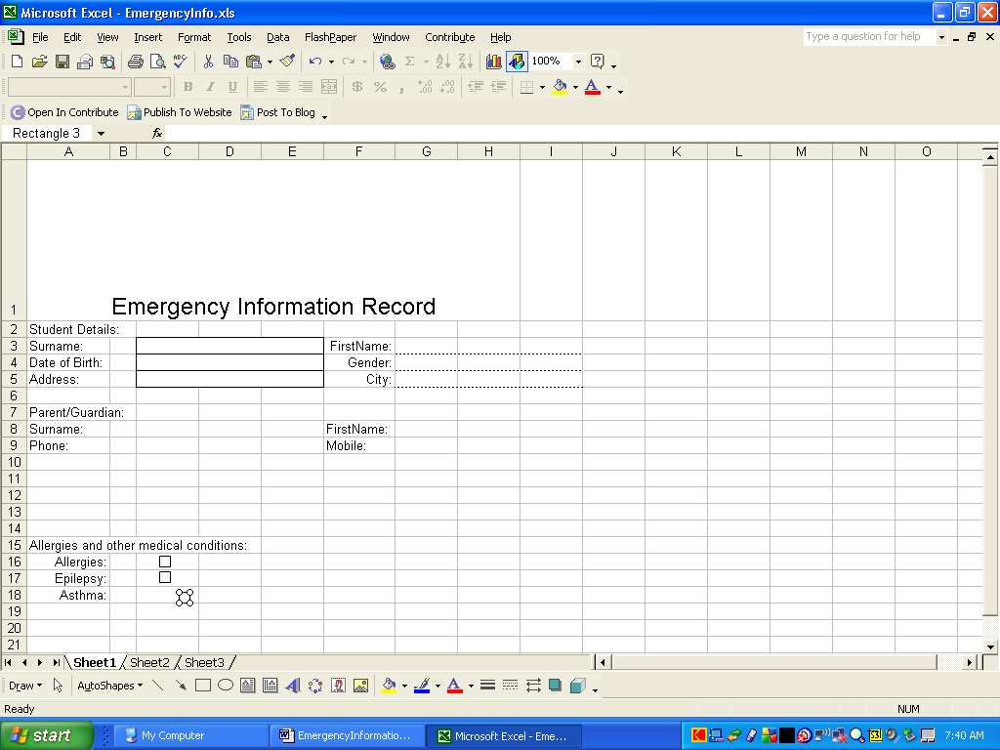 Microsoft Excel - EmergencyInfo.xls
File Edit View Insert Format Tools Data FlashPaper Window Contribute Help Type a question for help
100%
B I U $ % ,
Open In Contribute Publish To Website Post To Blog
Rectangle 3 fx
A B C D E F G H I J K L M N O
1 Emergency Information Record
2 Student Details:
3 Surname: FirstName:
4 Date of Birth: Gender:
5 Address: City:
6
7 Parent/Guardian:
8 Surname: FirstName:
9 Phone: Mobile:
10
11
12
13
14
15 Allergies and other medical conditions:
16 Allergies:
17 Epilepsy:
18 Asthma:
19
20
21
Sheet1 Sheet2 Sheet3
Draw AutoShapes
Ready NUM
start My Computer EmergencyInformatio... Microsoft Excel - Eme... 7:40 AM